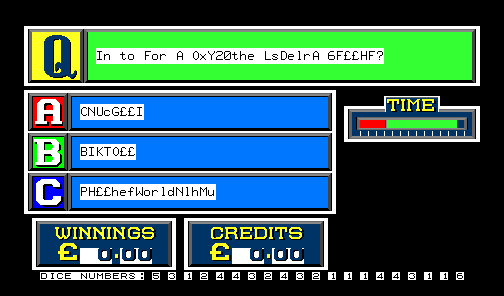 Q
In to For A OxY20the LsDelrA 6F££HF?
A
CNUcG££I
TIME
B
BIKTO££
C
PH££hefWorldNlhMu
WINNINGS
£ 0.00
CREDITS
£ 0.00
DICE NUMBERS: 5 3 1 2 4 4 3 2 4 3 2 1 1 1 4 4 3 1 1 6